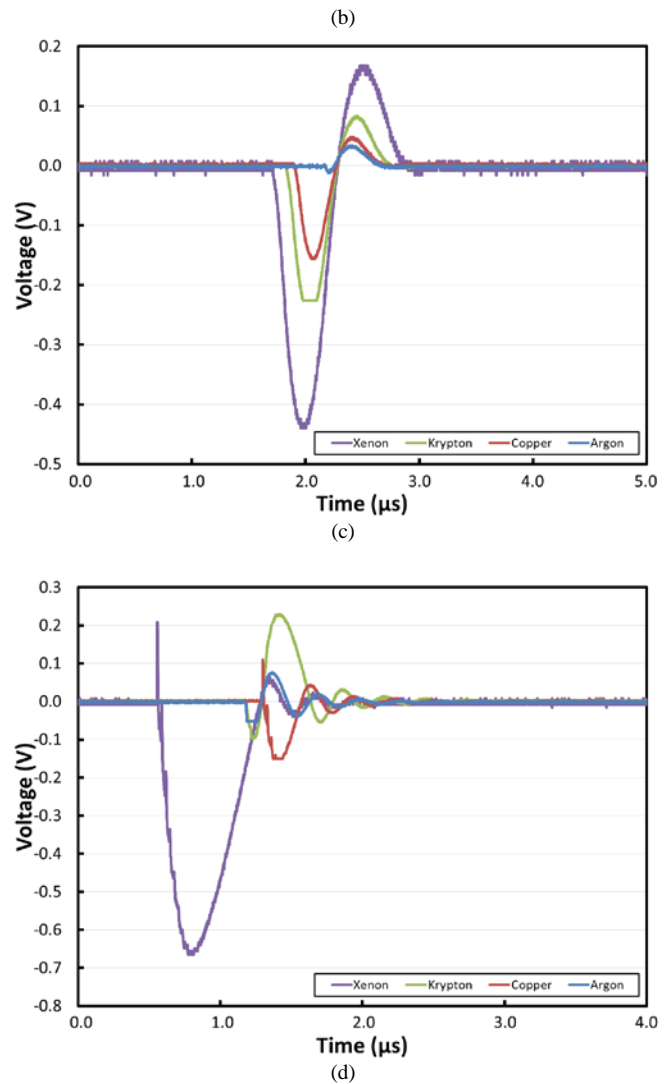 (b)
0.2
0.1
0.0
-0.1
-0.2
-0.3
-0.4
-0.5
Voltage (V)
Xenon Krypton Copper Argon
0.0 1.0 2.0 3.0 4.0 5.0
Time (µs)
(c)
0.3
0.2
0.1
0.0
-0.1
-0.2
-0.3
-0.4
-0.5
-0.6
-0.7
-0.8
Voltage (V)
Xenon Krypton Copper Argon
0.0 1.0 2.0 3.0 4.0
Time (µs)
(d)